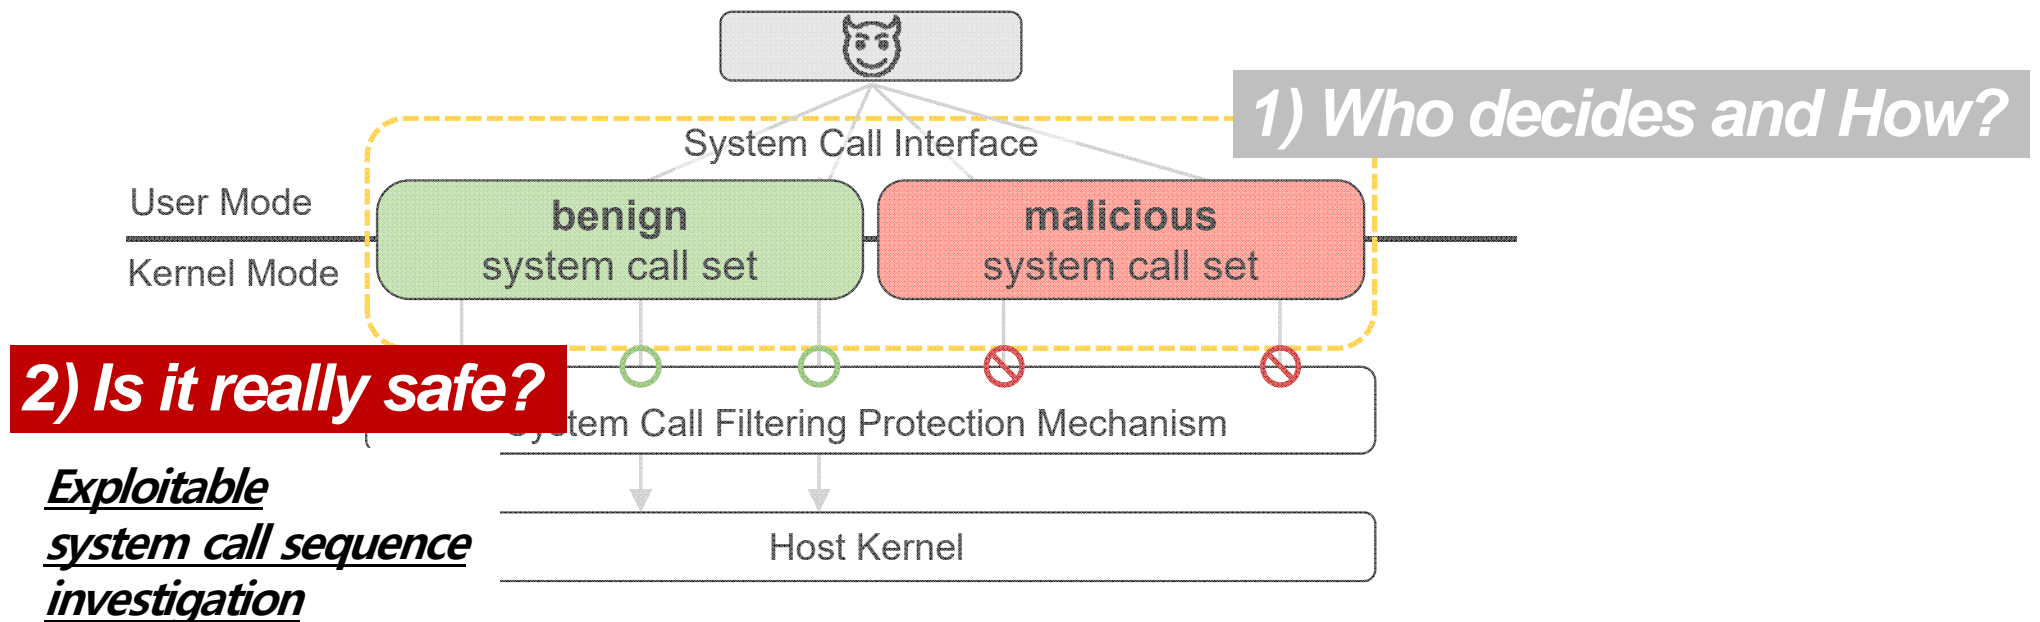 1) Who decides and How?
System Call Interface
User Mode
benign
system call set
malicious
system call set
Kernel Mode
2) Is it really safe?
System Call Filtering Protection Mechanism
Exploitable
system call sequence
investigation
Host Kernel